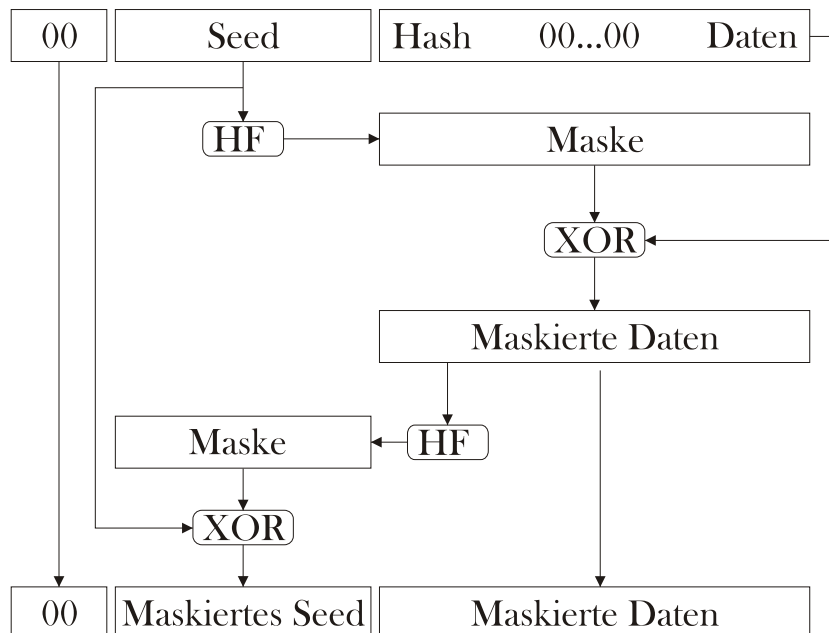 00 Seed Hash 00...00 Daten
HF Maske
XOR
Maskierte Daten
Maske HF
XOR
00 Maskiertes Seed Maskierte Daten